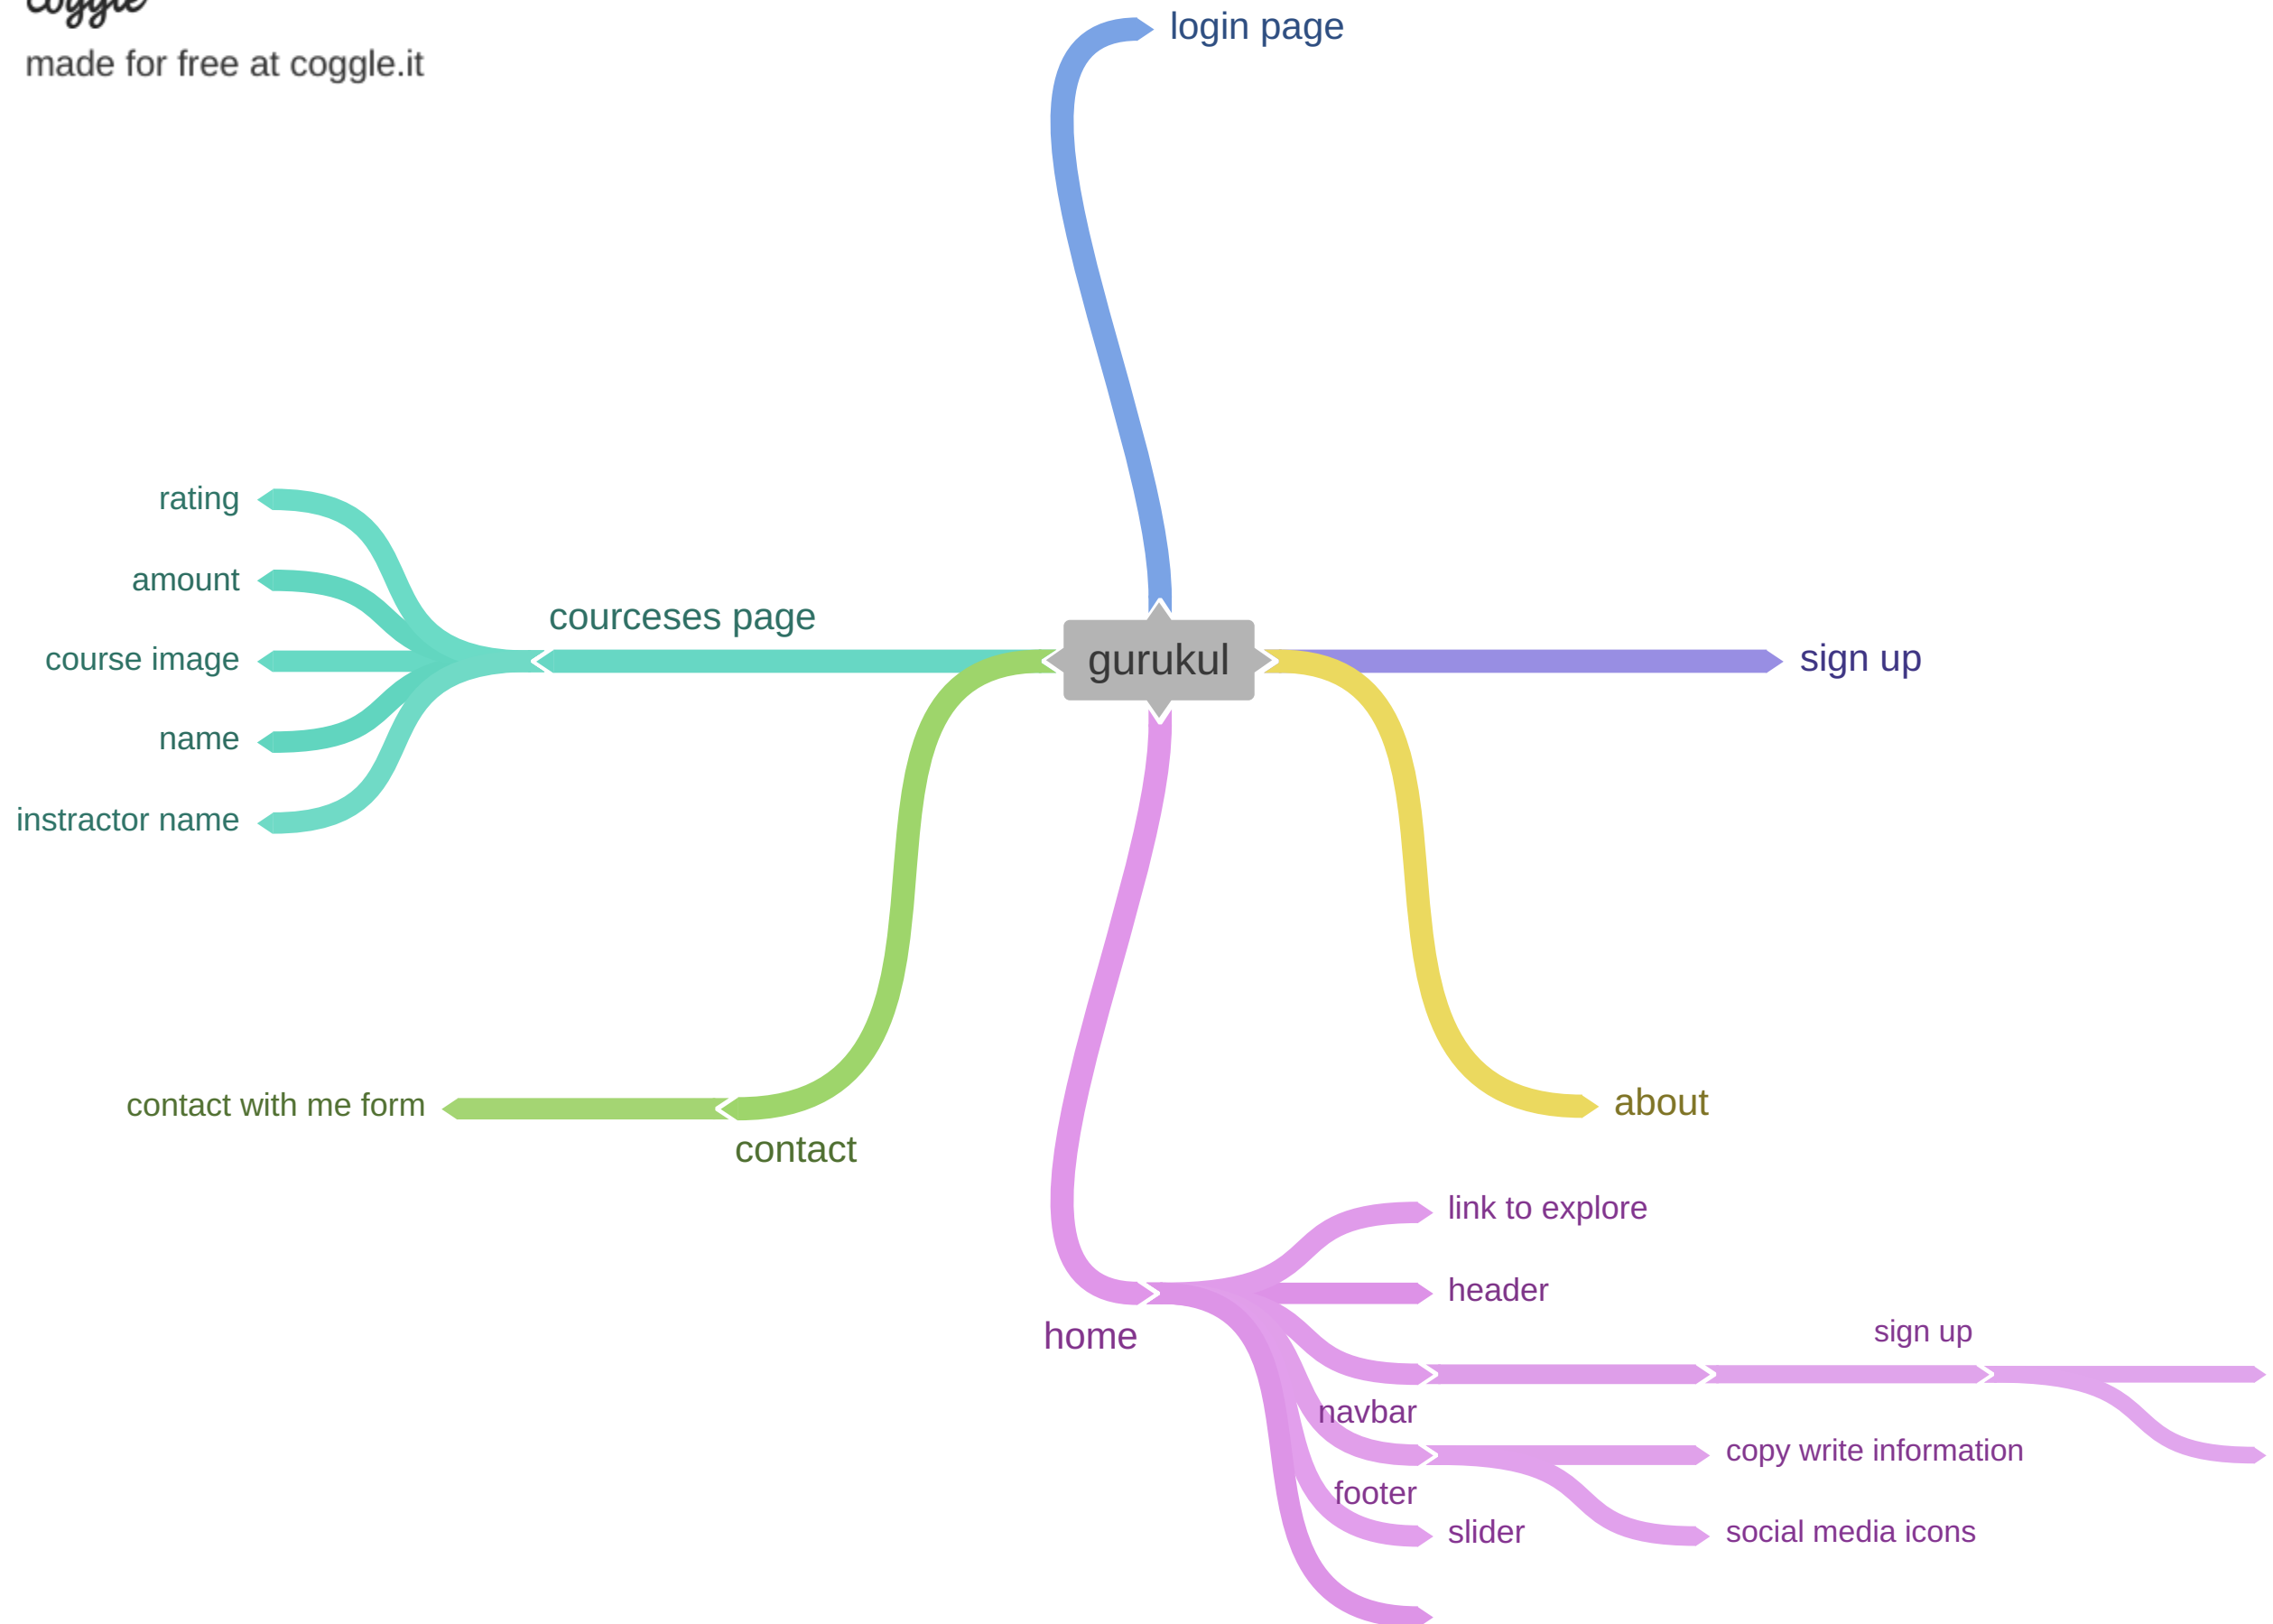 coggle
made for free at coggle.it
login page
rating
amount
courceses page
course image
gurukul
sign up
name
instractor name
contact with me form
about
contact
link to explore
header
home
sign up
navbar
copy write information
footer
slider
social media icons